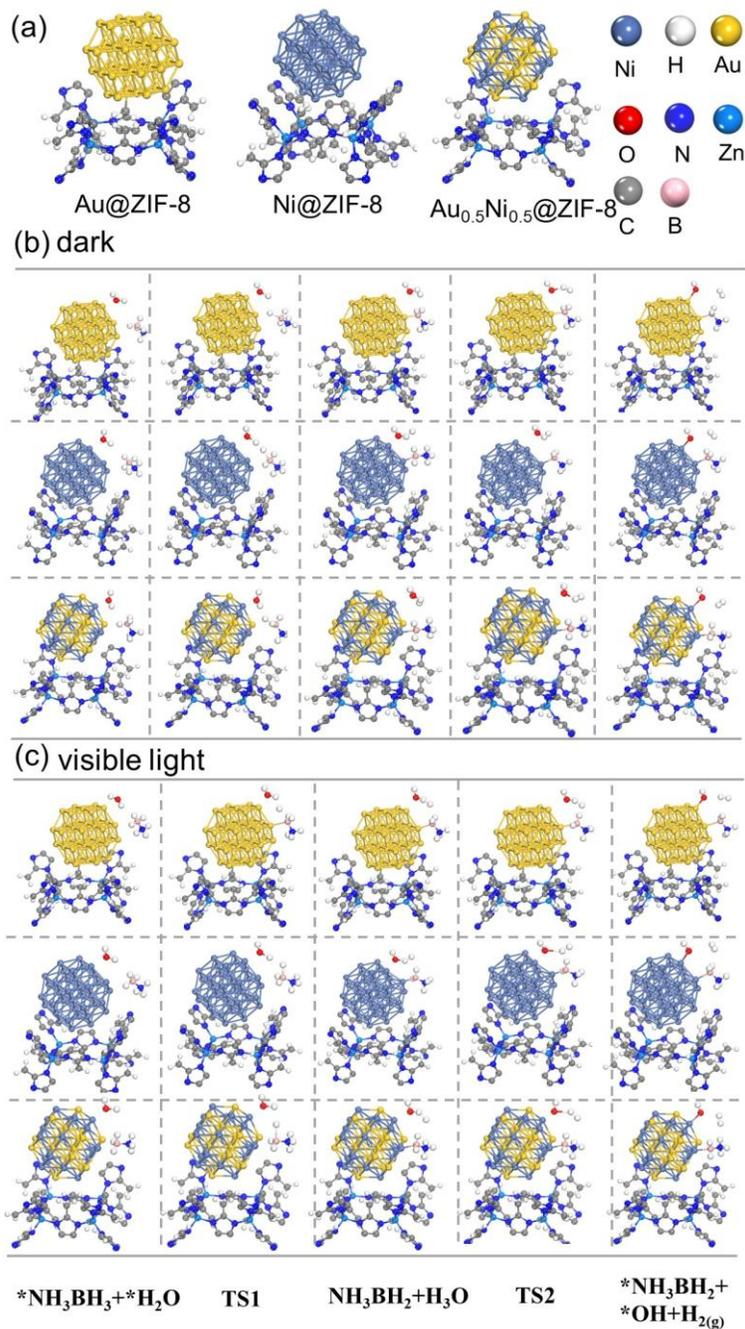 (a)
Ni H Au
O N Zn
C B
Au@ZIF-8 Ni@ZIF-8 Au0.5Ni0.5@ZIF-8
(b) dark
(c) visible light
*NH3BH3+*H2O TS1 NH3BH2+H3O TS2 *NH3BH2+
*OH+H2(g)